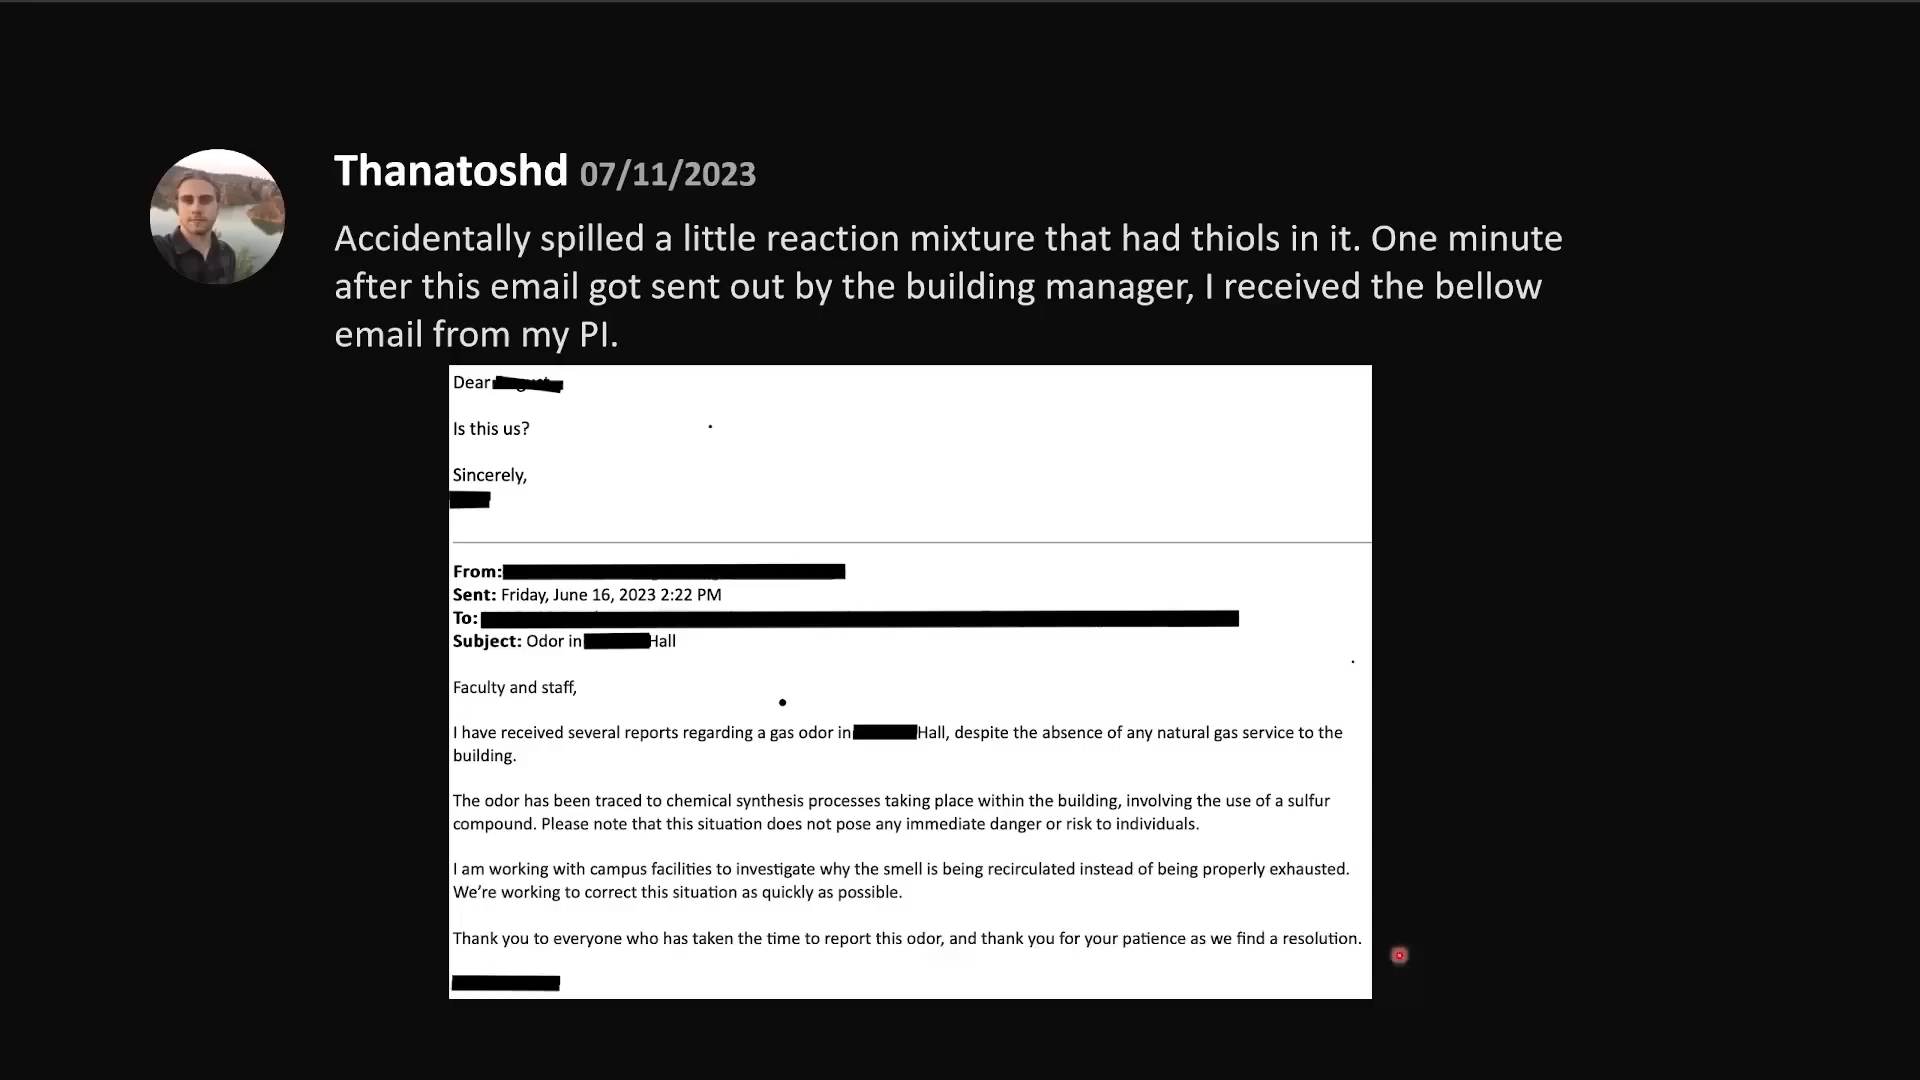 Thanatoshd 07/11/2023
Accidentally spilled a little reaction mixture that had thiols in it. One minute
after this email got sent out by the building manager, I received the bellow
email from my PI.
Dear
Is this us?
Sincerely,
From:
Sent: Friday, June 16, 2023 2:22 PM
To:
Subject: Odor in Hall
Faculty and staff,
I have received several reports regarding a gas odor in Hall, despite the absence of any natural gas service to the
building.
The odor has been traced to chemical synthesis processes taking place within the building, involving the use of a sulfur
compound. Please note that this situation does not pose any immediate danger or risk to individuals.
I am working with campus facilities to investigate why the smell is being recirculated instead of being properly exhausted.
We're working to correct this situation as quickly as possible.
Thank you to everyone who has taken the time to report this odor, and thank you for your patience as we find a resolution.